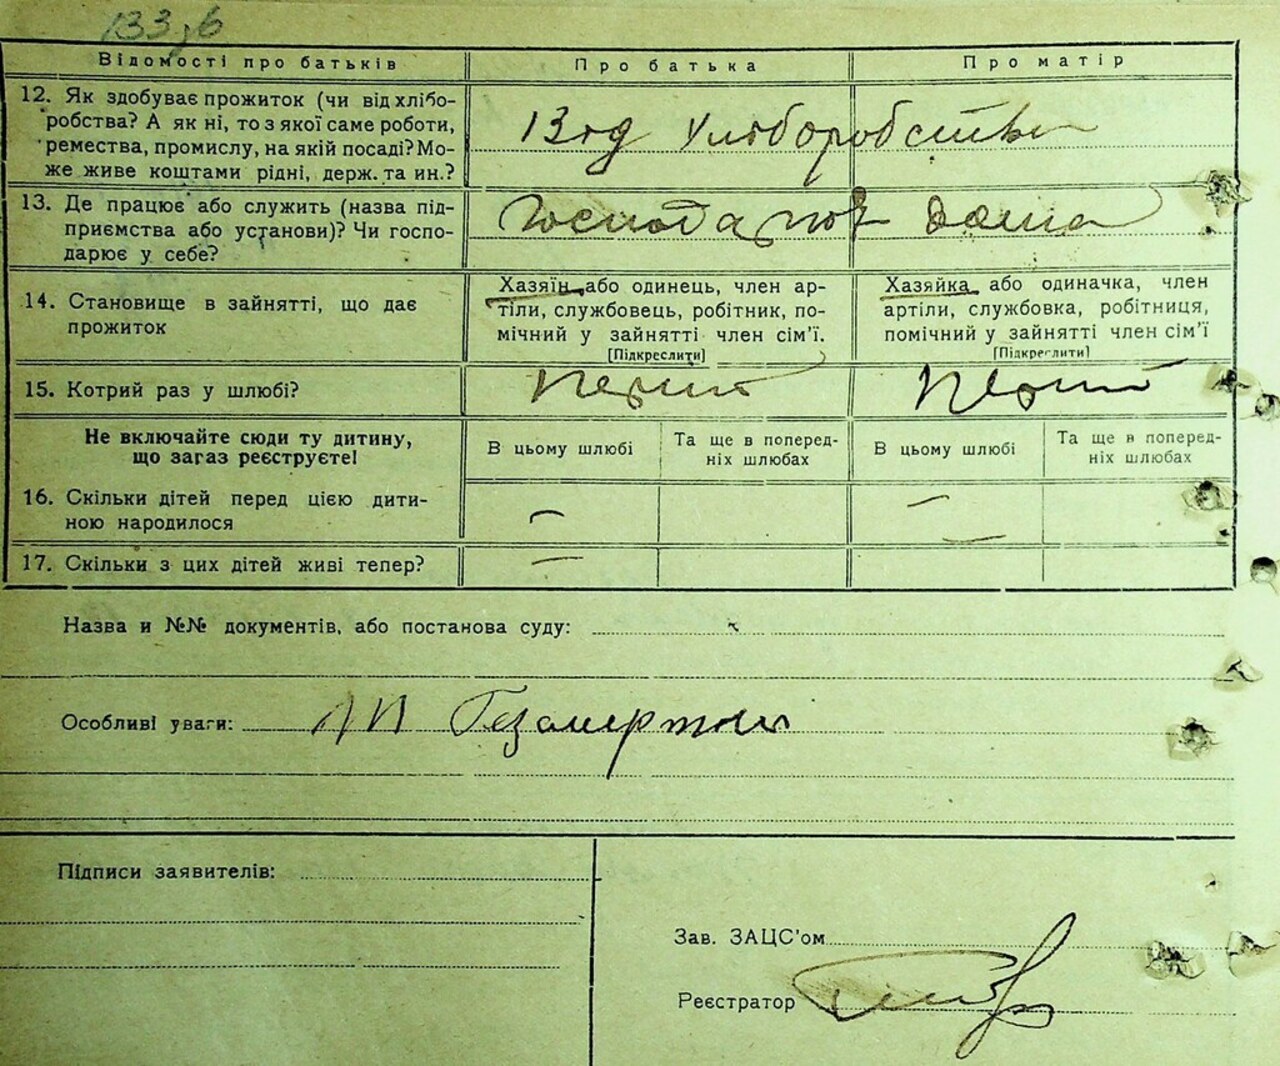 133,6
Відомості про батьків Про батька Про матір
12. Як здобуває прожиток (чи від хлібо-
робства? А як ні, то з якої саме роботи,
ремества, промислу, на якій посаді? Мо-
же живе коштами рідні, держ. та ин.?
Від хліборобства
13. Де працює або служить (назва під-
приємства або установи)? Чи госпо-
дарює у себе?
дома
14. Становище в зайнятті, що дає
прожиток
Хазяїн або одинець, член ар-
тіли, службовець, робітник, по-
мічний у зайнятті член сім'ї.
[Підкреслити]
Хазяйка або одиначка, член
артіли, службовка, робітниця,
помічний у зайнятті член сім'ї
[Підкреслити]
15. Котрий раз у шлюбі? Перший Перший
Не включайте сюди ту дитину,
що загаз реєструєте!
В цьому шлюбі
Та ще в поперед-
ніх шлюбах
В цьому шлюбі
Та ще в поперед-
ніх шлюбах
16. Скільки дітей перед цією дити-
ною народилося
— —
17. Скільки з цих дітей живі тепер? — —
Назва и №№ документів, або постанова суду:
Особливі уваги:
Підписи заявителів:
Зав. ЗАЦС'ом
Реєстратор